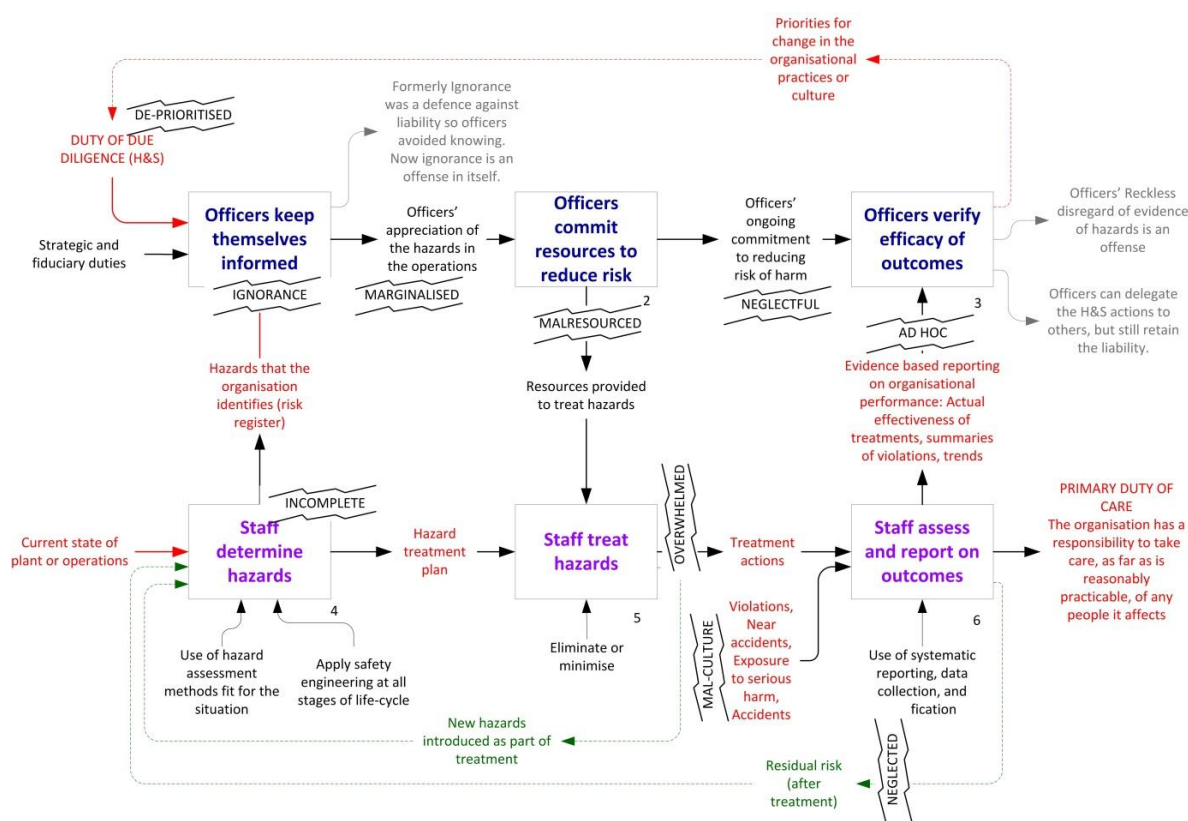 Priorities for
change in the
organisational
practices or
culture
DE-PRIORITISED
DUTY OF DUE
DILIGENCE (H&S)
Formerly Ignorance
was a defence against
liability so officers
avoided knowing.
Now ignorance is an
offense in itself.
Strategic and
fiduciary duties
Officers keep
themselves
informed
IGNORANCE
Officers'
appreciation of
the hazards in
the operations
MARGINALISED
Officers
commit
resources to
reduce risk
2
MALRESOURCED
Officers'
ongoing
commitment
to reducing
risk of harm
NEGLECTFUL
Officers verify
efficacy of
outcomes
3
AD HOC
Officers' Reckless
disregard of evidence
of hazards is an
offense
Officers can delegate
the H&S actions to
others, but still retain
the liability.
Hazards that the
organisation
identifies (risk
register)
Resources provided
to treat hazards
Evidence based reporting
on organisational
performance: Actual
effectiveness of
treatments, summaries
of violations, trends
Current state of
plant or operations
INCOMPLETE
Staff
determine
hazards
4
Hazard
treatment
plan
Staff treat
hazards
5
OVERWHELMED
Treatment
actions
Staff assess
and report on
outcomes
6
PRIMARY DUTY OF
CARE
The organisation has a
responsibility to take
care, as far as is
reasonably
practicable, of any
people it affects
Use of hazard
assessment
methods fit for the
situation
Apply safety
engineering at all
stages of life-cycle
Eliminate or
minimise
MAL-CULTURE
Violations,
Near
accidents,
Exposure
to serious
harm,
Accidents
Use of systematic
reporting, data
collection, and
fication
New hazards
introduced as part of
treatment
Residual risk
(after
treatment)
NEGLECTED